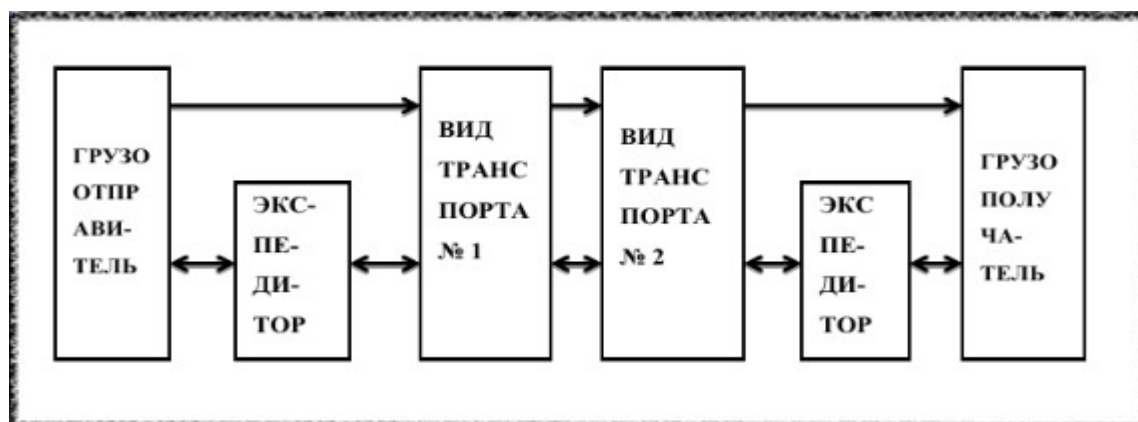 ГРУЗО
ОТПР
АВИ-
ТЕЛЬ
ЭКС-
ПЕ-
ДИ-
ТОР
ВИД
ТРАНС
ПОРТА
№ 1
ВИД
ТРАНС
ПОРТА
№ 2
ЭКС
ПЕ-
ДИ-
ТОР
ГРУЗО
ПОЛУ
ЧА-
ТЕЛЬ